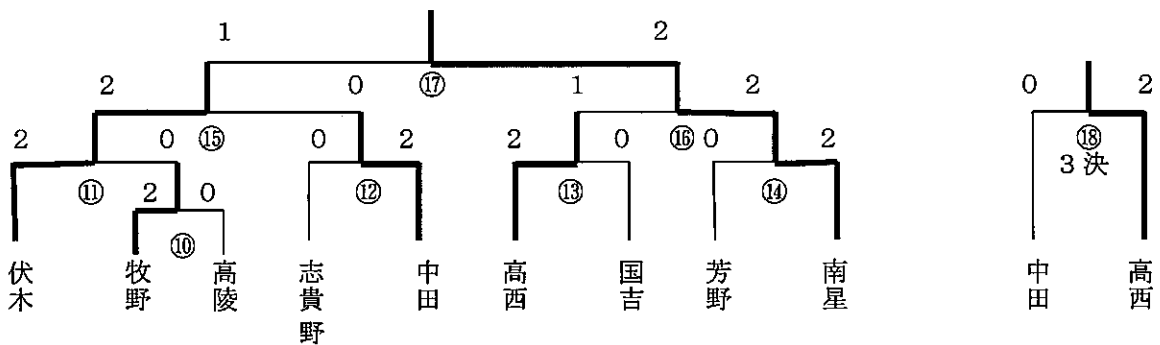 1 2
2 0 ⑰ 1 2 0 2
2 0 ⑮ 0 2 2 0 ⑯ 0 2 ⑱
3決
⑪ 2 0 ⑫ ⑬ ⑭
⑩
伏木 牧野 高陵 志貴野 中田 高西 国吉 芳野 南星 中田 高西